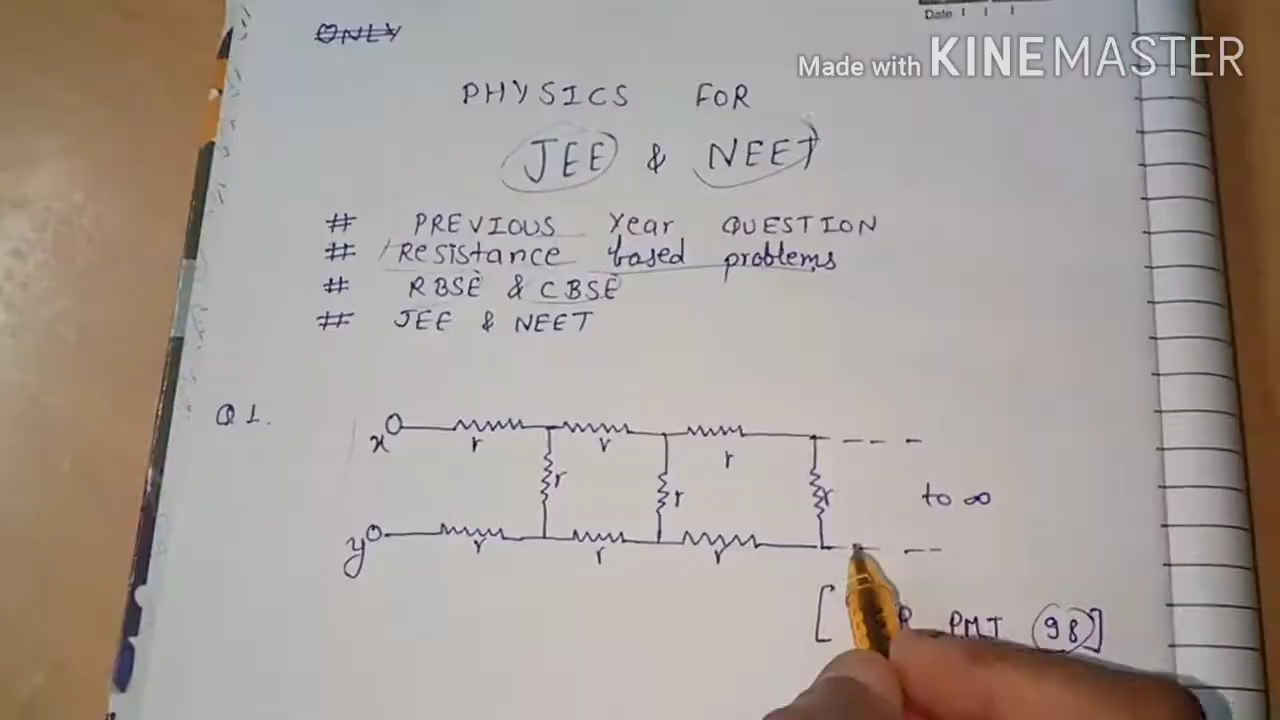 Date
ONLY
Made with KINEMASTER
PHYSICS FOR
JEE & NEET
# PREVIOUS Year QUESTION
# Resistance based problems
# RBSE & CBSE
# JEE & NEET
Q 1.
x r r r
r r r
to ∞
y r r r
[ PMT 98]